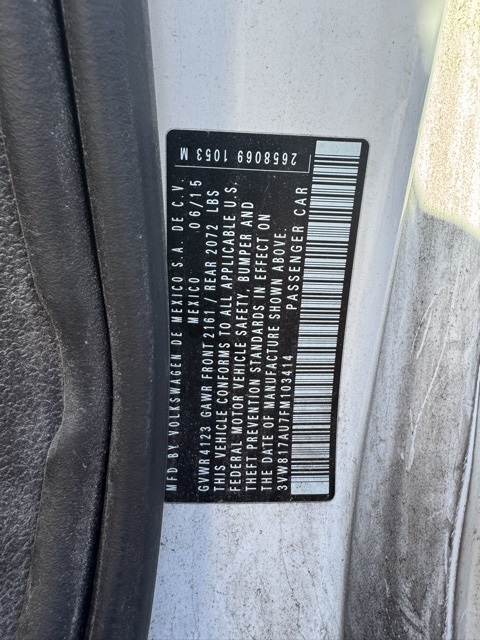 MFD BY VOLKSWAGEN DE MEXICO S.A. DE C.V.
MEXICO 06/15
GVWR 4123 GAWR FRONT 2161/ REAR 2072 LBS
THIS VEHICLE CONFORMS TO ALL APPLICABLE U.S.
FEDERAL MOTOR VEHICLE SAFETY, BUMPER AND
THEFT PREVENTION STANDARDS IN EFFECT ON
THE DATE OF MANUFACTURE SHOWN ABOVE.
3VW817AU7FM103414 PASSENGER CAR
2658069 1053 M